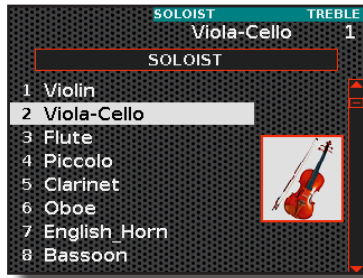 SOLOIST TREBLE
Viola-Cello 1
SOLOIST
1 Violin
2 Viola-Cello
3 Flute
4 Piccolo
5 Clarinet
6 Oboe
7 English_Horn
8 Bassoon